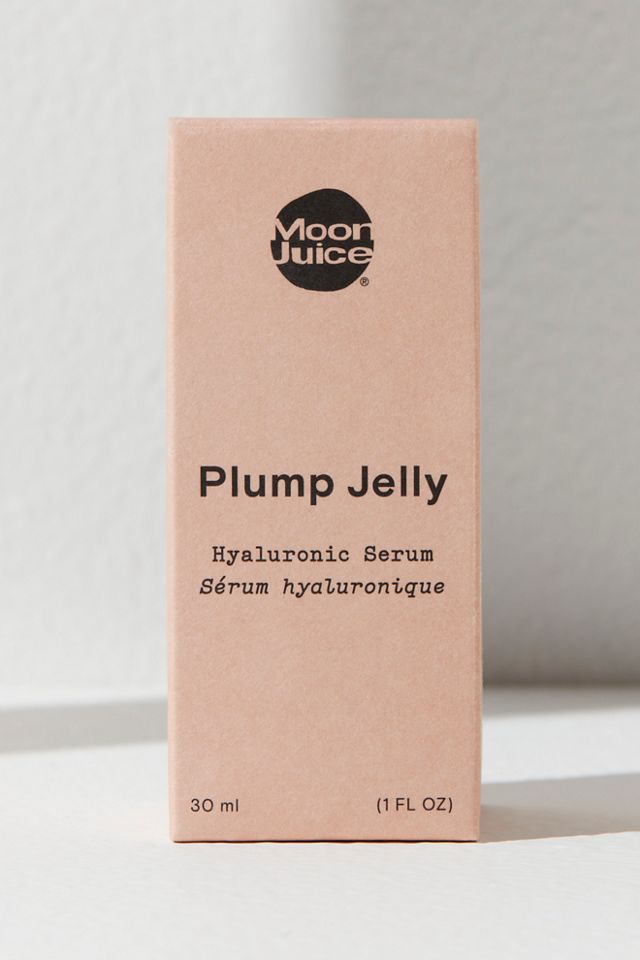 Moon
Juice
®
Plump Jelly
Hyaluronic Serum
Sérum hyaluronique
30 ml (1 FL OZ)